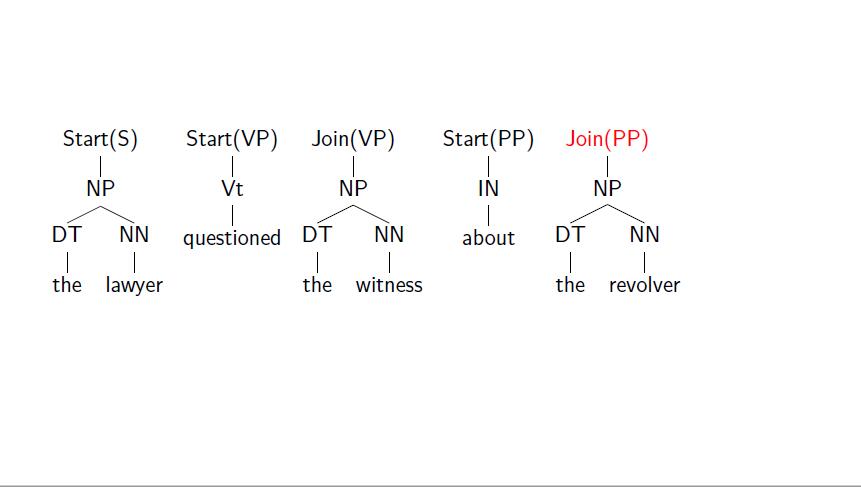 Start(S) Start(VP) Join(VP) Start(PP) Join(PP)
NP Vt NP IN NP
DT NN questioned DT NN about DT NN
the lawyer the witness the revolver